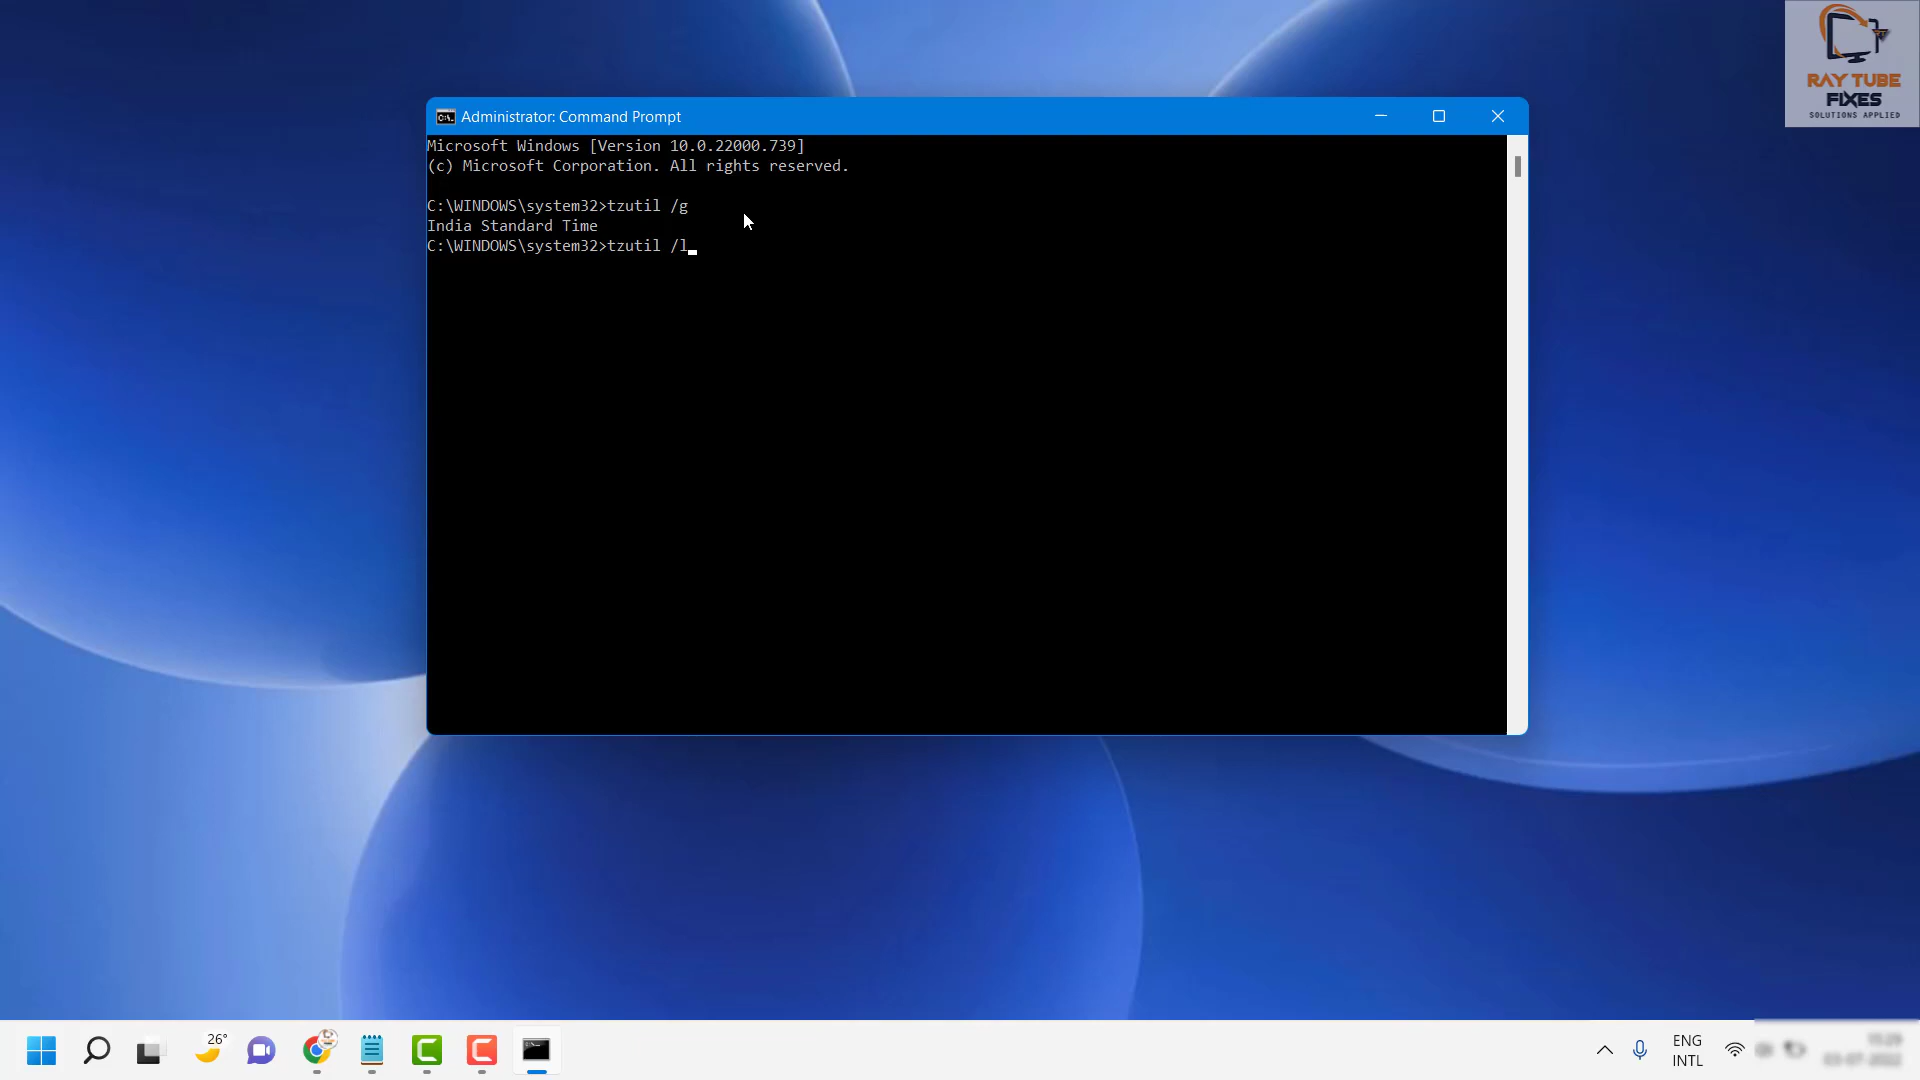 RAY TUBE
FIXES
SOLUTIONS APPLIED
Administrator: Command Prompt
Microsoft Windows [Version 10.0.22000.739]
(c) Microsoft Corporation. All rights reserved.
C:\WINDOWS\system32>tzutil /g
India Standard Time
C:\WINDOWS\system32>tzutil /l
26°
ENG
INTL